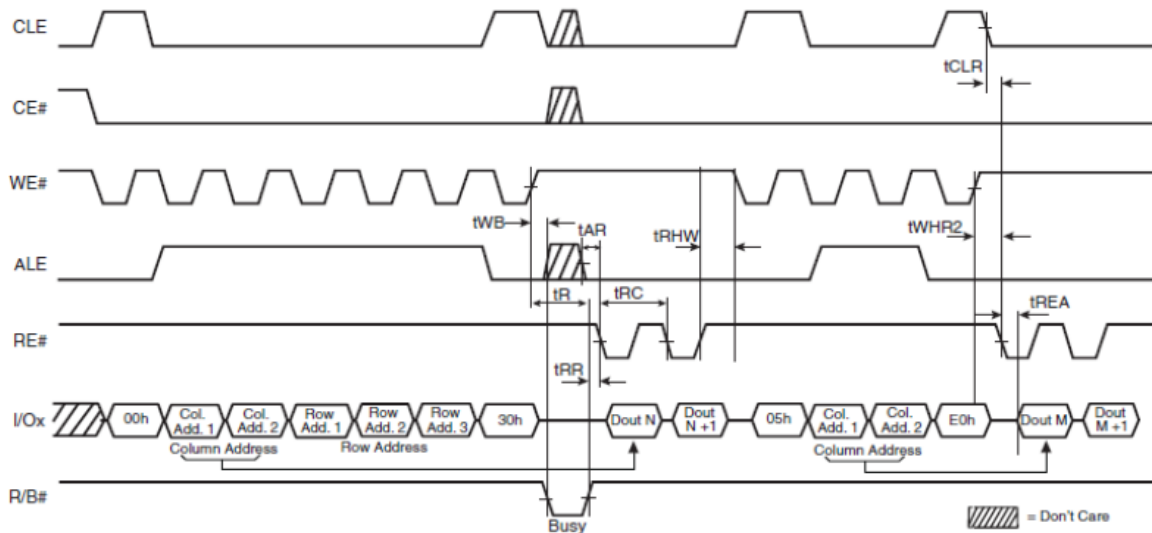 CLE
tCLR
CE#
WE#
tWB
tAR
tRHW
tWHR2
ALE
tR
tRC
tREA
RE#
tRR
I/Ox
00h
Col. Add. 1
Col. Add. 2
Row Add. 1
Row Add. 2
Row Add. 3
30h
Dout N
Dout N +1
05h
Col. Add. 1
Col. Add. 2
E0h
Dout M
Dout M +1
Column Address
Row Address
Column Address
R/B#
Busy
= Don't Care